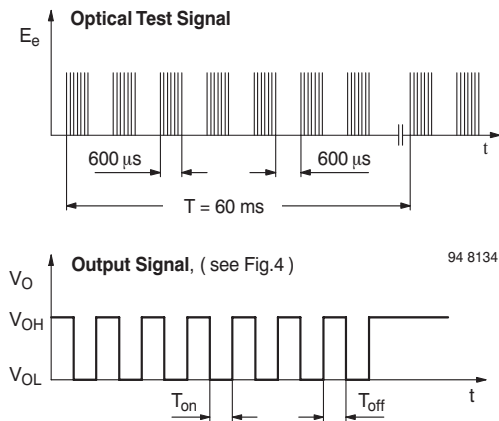 Optical Test Signal
Ee
t
600 µs
600 µs
T = 60 ms
Output Signal, ( see Fig.4 )
94 8134
VO
VOH
VOL
Ton
Toff
t